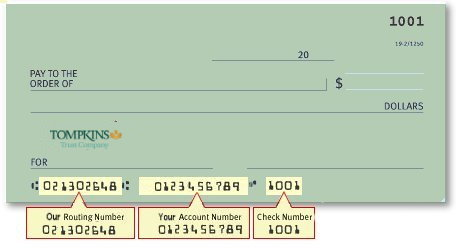 1001
19-2/1250
20
PAY TO THE
ORDER OF
$
DOLLARS
TOMPKINS
Trust Company
FOR
⑆021302648⑆ 0123456789⑈ 1001
Our Routing Number Your Account Number Check Number
021302648 0123456789 1001